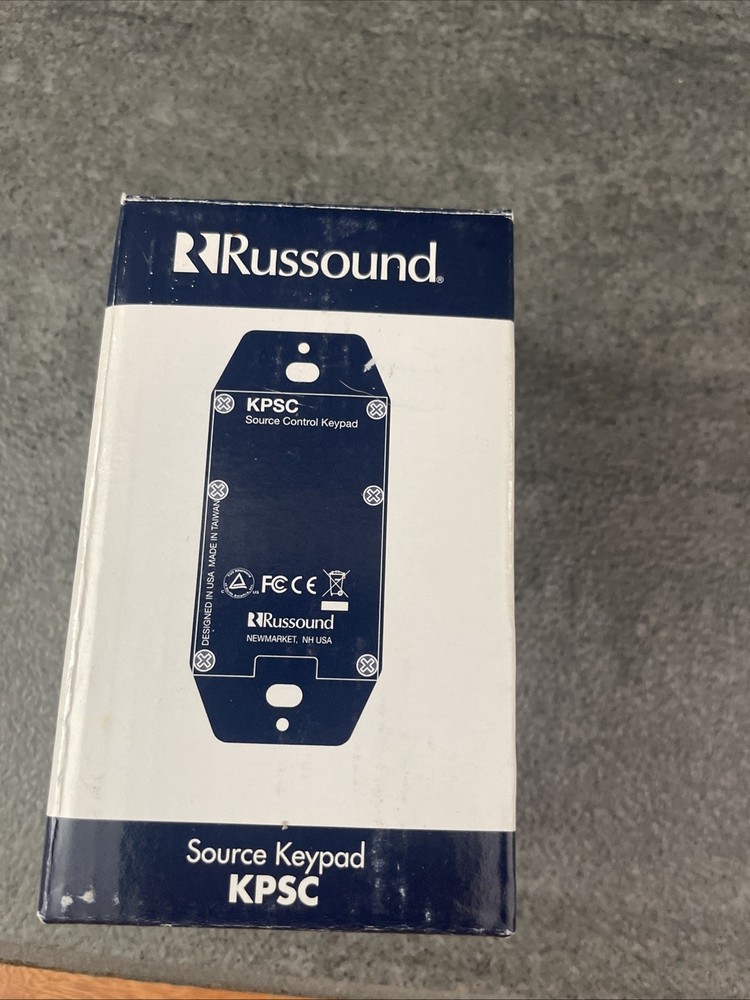 Russound®
KPSC
Source Control Keypad
DESIGNED IN USA MADE IN TAIWAN
FC CE
Russound
NEWMARKET, NH USA
Source Keypad
KPSC